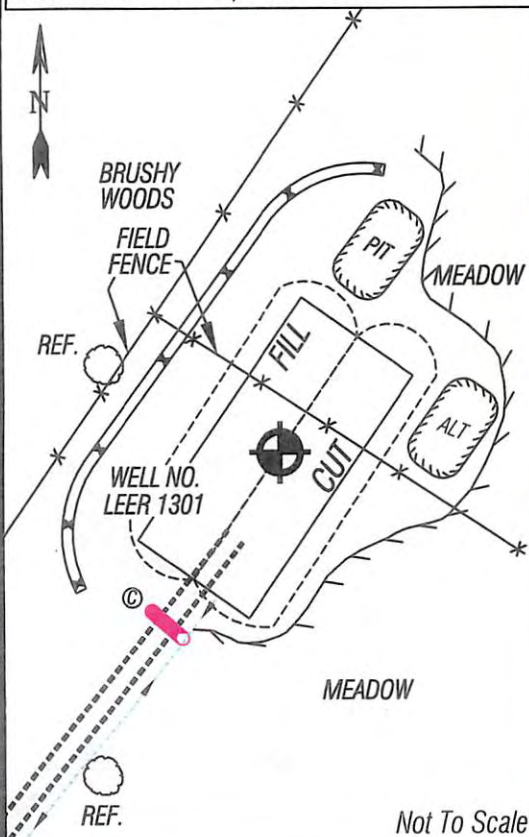 N
BRUSHY
WOODS
FIELD
FENCE
PIT
MEADOW
REF.
FILL
ALT
CUT
WELL NO.
LEER 1301
©
MEADOW
REF.
Not To Scale